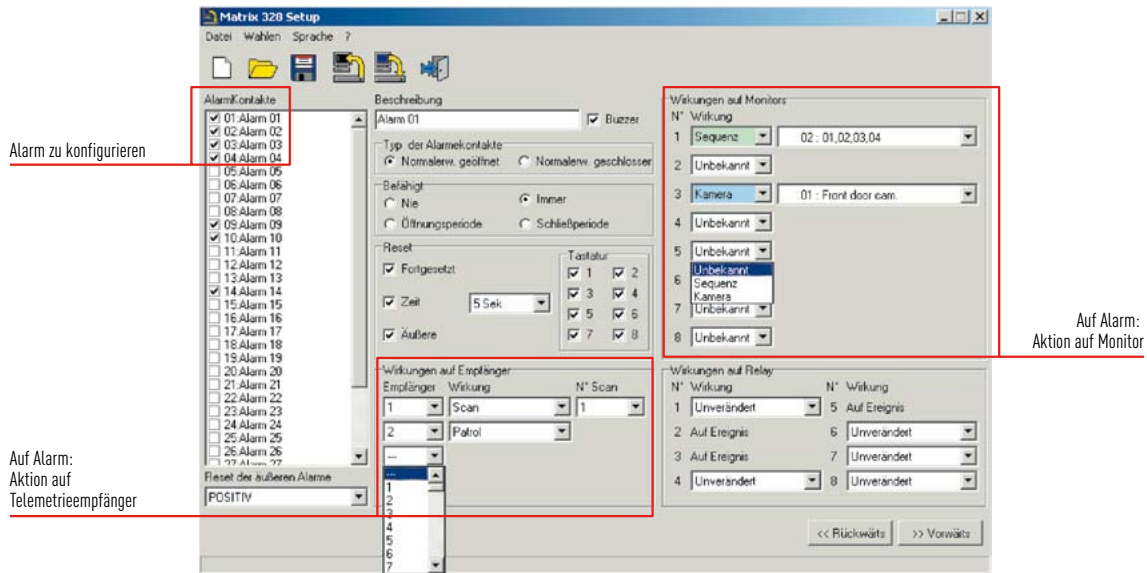 Matrix 328 Setup
Datei Wahlen Sprache ?
AlarmKontakte
01:Alarm 01
02:Alarm 02
03:Alarm 03
04:Alarm 04
05:Alarm 05
06:Alarm 06
07:Alarm 07
08:Alarm 08
09:Alarm 09
10:Alarm 10
11:Alarm 11
12:Alarm 12
13:Alarm 13
14:Alarm 14
15:Alarm 15
16:Alarm 16
17:Alarm 17
18:Alarm 18
19:Alarm 19
20:Alarm 20
21:Alarm 21
22:Alarm 22
23:Alarm 23
24:Alarm 24
25:Alarm 25
26:Alarm 26
27:Alarm 27
Reset der äußeren Alarme
POSITIV
Alarm zu konfigurieren
Auf Alarm:
Aktion auf
Telemetrieempfänger
Beschreibung
Alarm 01 Buzzer
Typ der Alarmekontakte
Normalerw. geöffnet Normalerw. geschlosser
Befähigt
Nie Immer
Öffnungsperiode Schließperiode
Reset
Fortgesetzt
Zeit 5 Sek
Äußere
Tastatur
1 2
3 4
5 6
7 8
Wirkungen auf Empfänger
Empfänger Wirkung N° Scan
1 Scan 1
2 Patrol
---
---
1
2
3
4
5
6
7
Wirkungen auf Monitors
N° Wirkung
1 Sequenz 02 : 01,02,03,04
2 Unbekannt
3 Kamera 01 : Front door cam.
4 Unbekannt
5 Unbekannt
Unbekannt
6 Sequenz
Kamera
7 Unbekannt
8 Unbekannt
Auf Alarm:
Aktion auf Monitor
Wirkungen auf Relay
N° Wirkung N° Wirkung
1 Unverändert 5 Auf Ereignis
2 Auf Ereignis 6 Unverändert
3 Auf Ereignis 7 Unverändert
4 Unverändert 8 Unverändert
<< Rückwärts >> Vorwärts